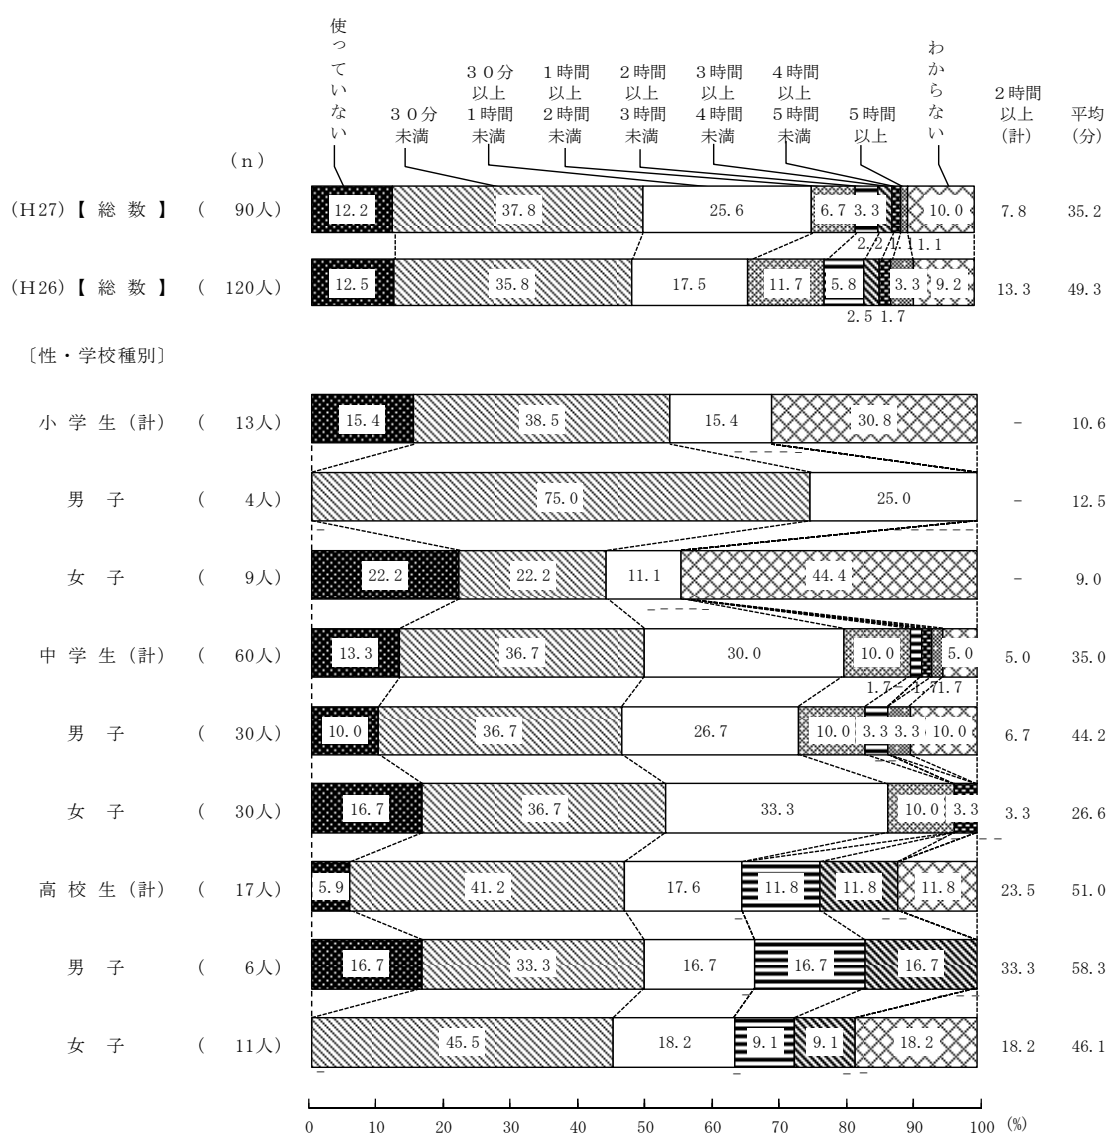 使っていない
３０分
未満
３０分
以上
１時間
未満
１時間
以上
２時間
未満
２時間
以上
３時間
未満
３時間
以上
４時間
未満
４時間
以上
５時間
未満
５時間
以上
わからない
２時間
以上
(計)
平均
(分)
(ｎ)
(H27)【 総 数 】 ( 90人) 12.2 37.8 25.6 6.7 3.3 10.0 7.8 35.2
2.2 1.1 1.1
(H26)【 総 数 】 ( 120人) 12.5 35.8 17.5 11.7 5.8 3.3 9.2 13.3 49.3
2.5 1.7
〔性・学校種別〕
小 学 生 (計) ( 13人) 15.4 38.5 15.4 30.8 － 10.6
男 子 ( 4人) 75.0 25.0 － 12.5
女 子 ( 9人) 22.2 22.2 11.1 44.4 － 9.0
中 学 生 (計) ( 60人) 13.3 36.7 30.0 10.0 5.0 5.0 35.0
1.7 － 1.7 1.7
男 子 ( 30人) 10.0 36.7 26.7 10.0 3.3 3.3 10.0 6.7 44.2
女 子 ( 30人) 16.7 36.7 33.3 10.0 3.3 3.3 26.6
高 校 生 (計) ( 17人) 5.9 41.2 17.6 11.8 11.8 11.8 23.5 51.0
男 子 ( 6人) 16.7 33.3 16.7 16.7 16.7 33.3 58.3
女 子 ( 11人) 45.5 18.2 9.1 9.1 18.2 18.2 46.1
0 10 20 30 40 50 60 70 80 90 100 (%)